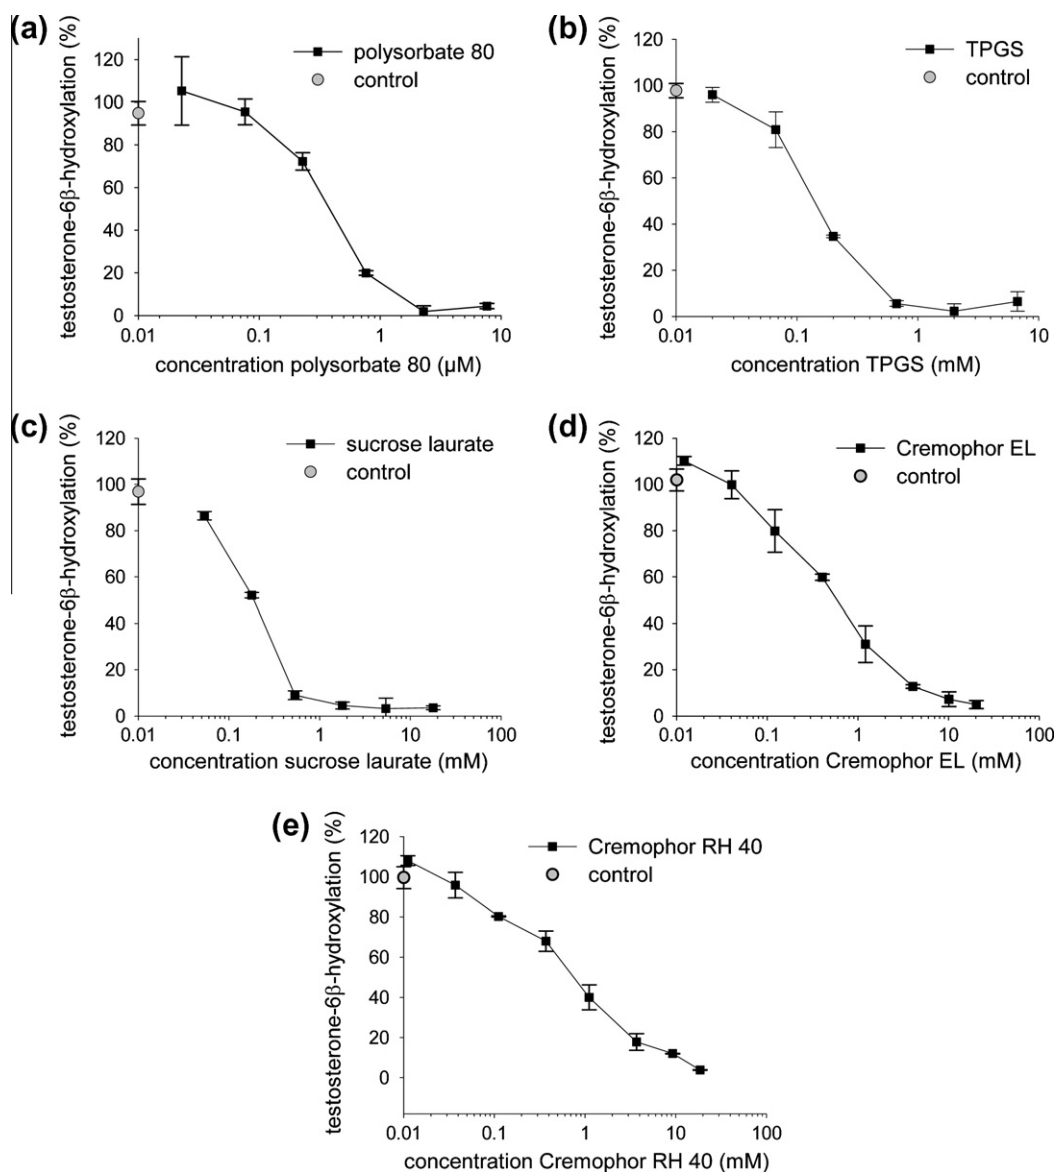 (a)
testosterone-6β-hydroxylation (%)
120
100
80
60
40
20
0
polysorbate 80
control
0.01 0.1 1 10
concentration polysorbate 80 (µM)
(b)
testosterone-6β-hydroxylation (%)
120
100
80
60
40
20
0
TPGS
control
0.01 0.1 1 10
concentration TPGS (mM)
(c)
testosterone-6β-hydroxylation (%)
120
100
80
60
40
20
0
sucrose laurate
control
0.01 0.1 1 10 100
concentration sucrose laurate (mM)
(d)
testosterone-6β-hydroxylation (%)
120
100
80
60
40
20
0
Cremophor EL
control
0.01 0.1 1 10 100
concentration Cremophor EL (mM)
(e)
testosterone-6β-hydroxylation (%)
120
100
80
60
40
20
0
Cremophor RH 40
control
0.01 0.1 1 10 100
concentration Cremophor RH 40 (mM)